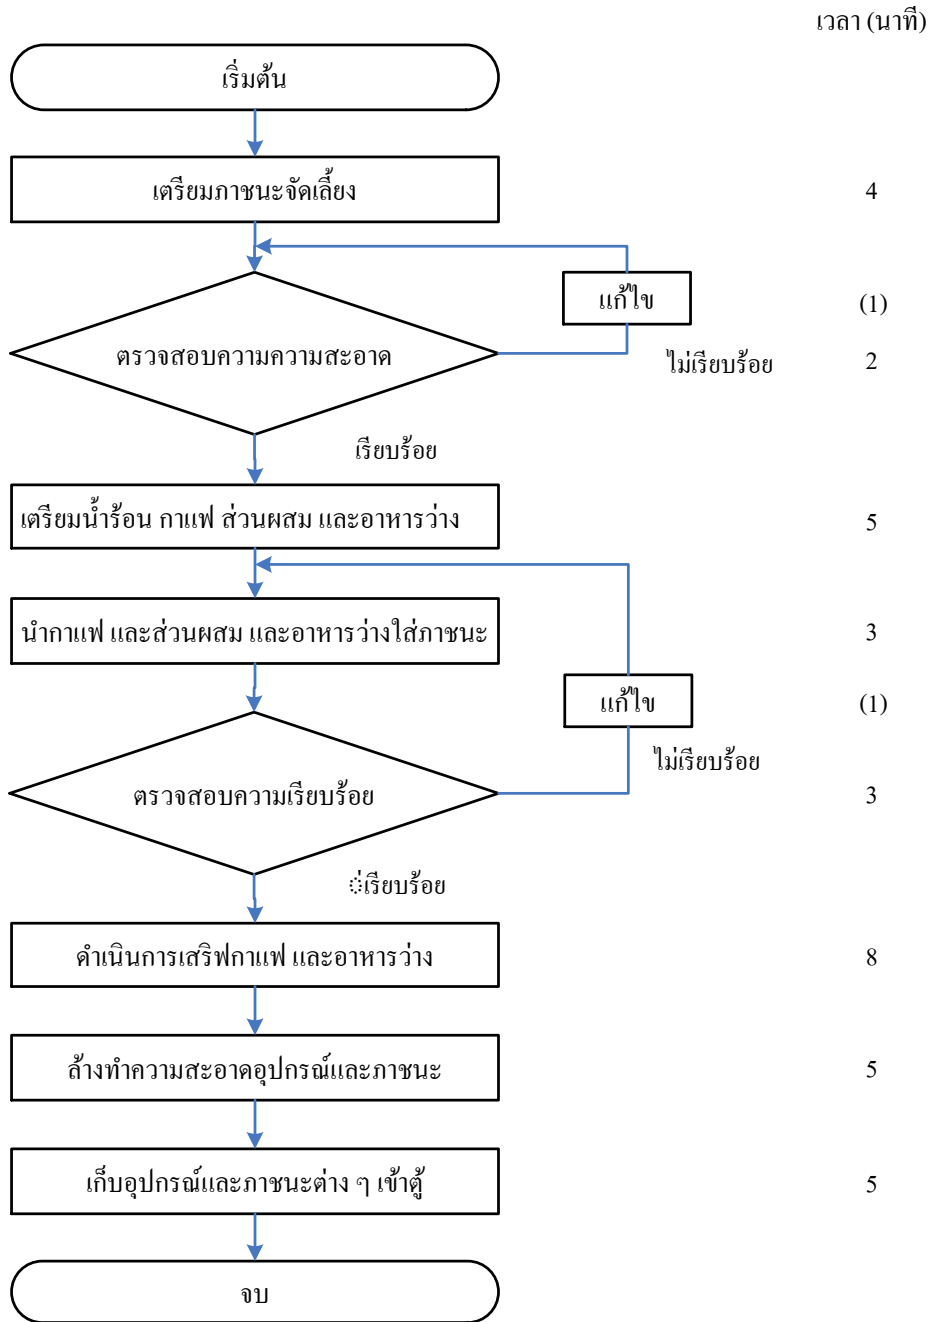 เวลา (นาที)
เริ่มต้น
เตรียมภาชนะจัดเลี้ยง
4
แก้ไข
(1)
ตรวจสอบความความสะอาด
ไม่เรียบร้อย
2
เรียบร้อย
เตรียมน้ำร้อน กาแฟ ส่วนผสม และอาหารว่าง
5
นำกาแฟ และส่วนผสม และอาหารว่างใส่ภาชนะ
3
แก้ไข
(1)
ไม่เรียบร้อย
ตรวจสอบความเรียบร้อย
3
่เรียบร้อย
ดำเนินการเสริฟกาแฟ และอาหารว่าง
8
ล้างทำความสะอาดอุปกรณ์และภาชนะ
5
เก็บอุปกรณ์และภาชนะต่าง ๆ เข้าตู้
5
จบ